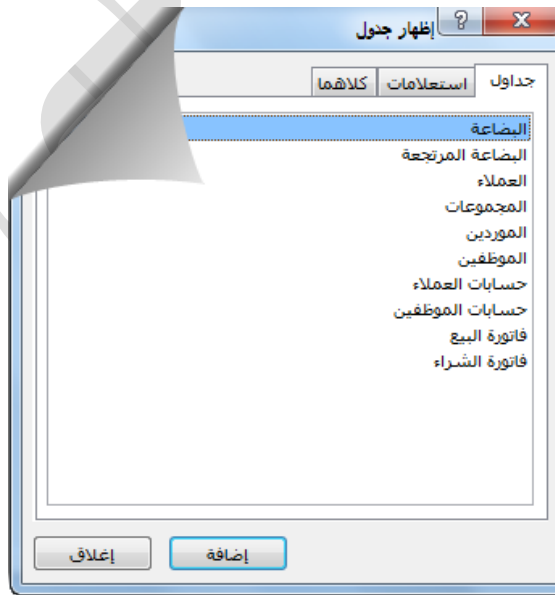 إظهار جدول
جداول استعلامات كلاهما
البضاعة
البضاعة المرتجعة
العملاء
المجموعات
الموردين
الموظفين
حسابات العملاء
حسابات الموظفين
فاتورة البيع
فاتورة الشراء
إضافة إغلاق